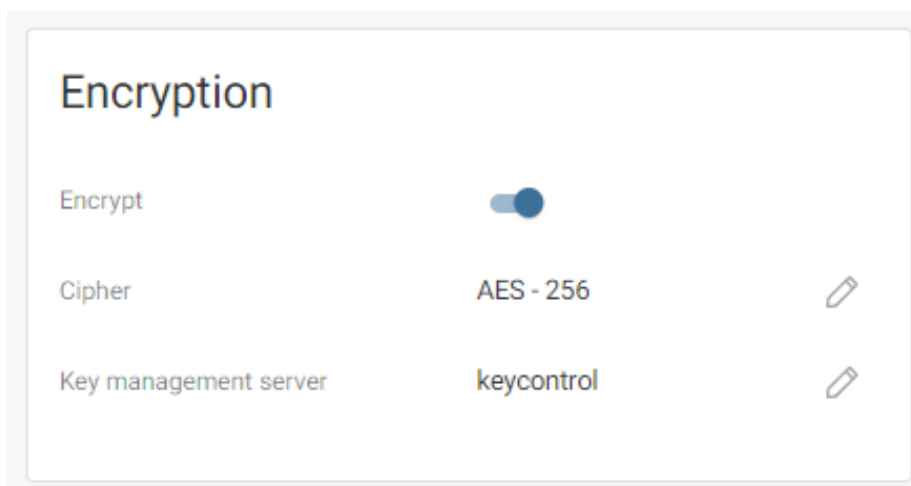 Encryption
Encrypt
Cipher AES - 256
Key management server keycontrol